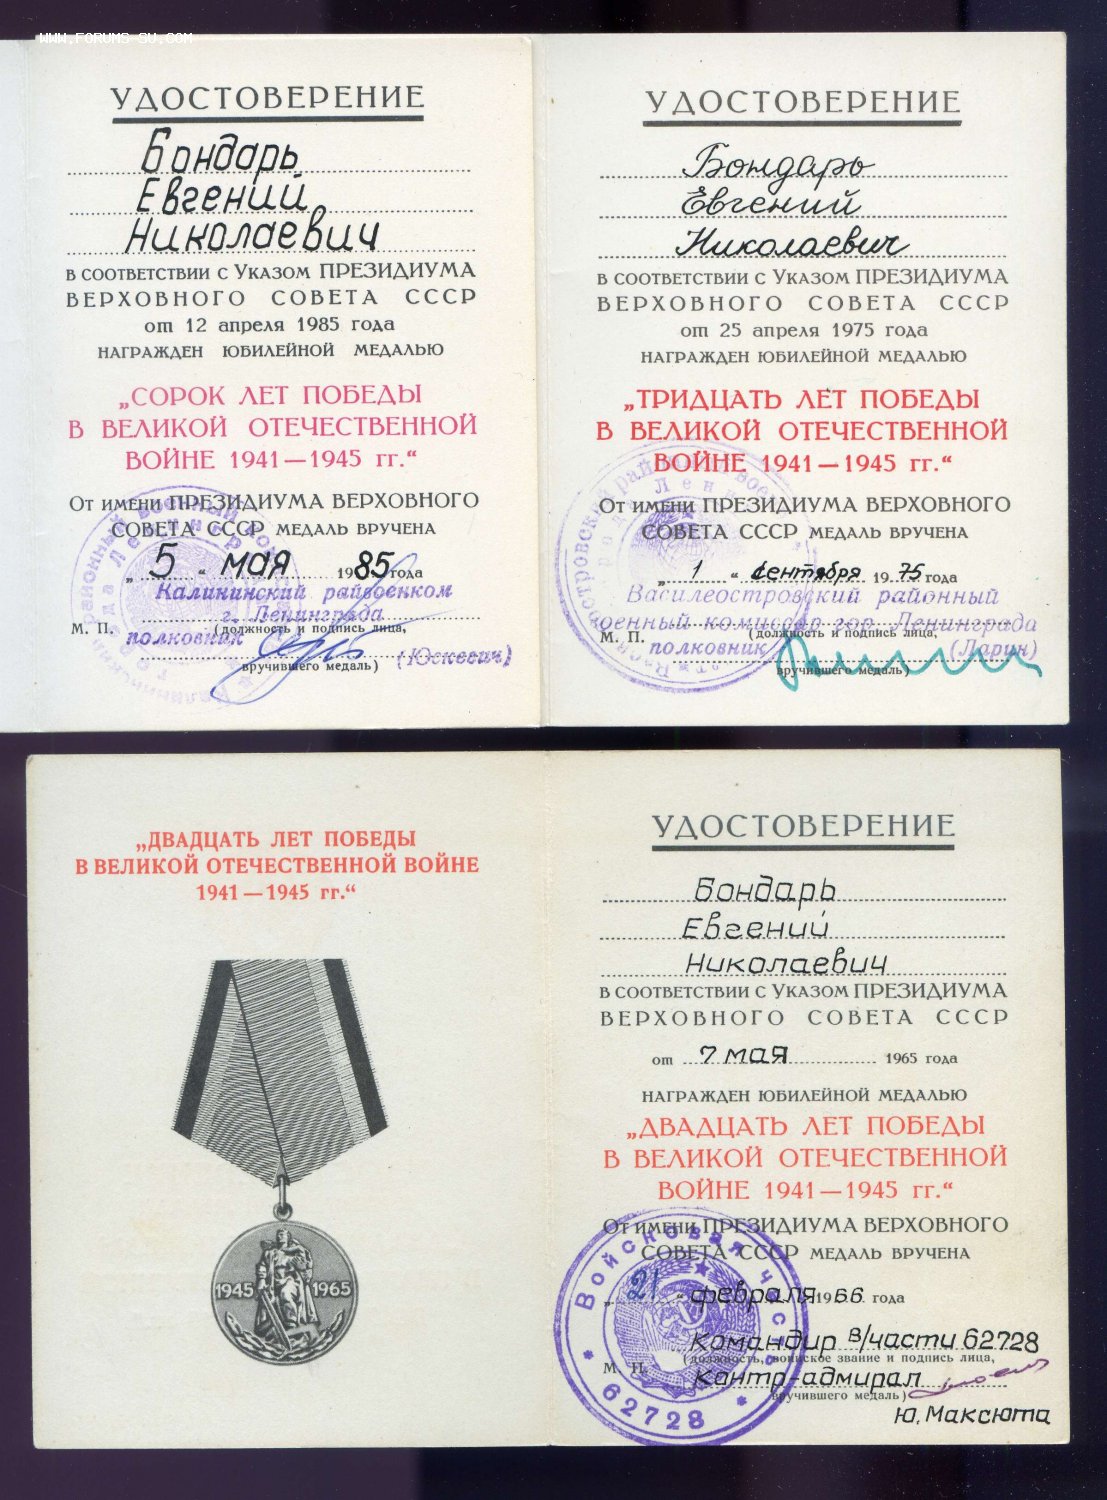 WWW.FORUMS-SU.COM
УДОСТОВЕРЕНИЕ
Бондарь
Евгений
Николаевич
в соответствии с Указом ПРЕЗИДИУМА
ВЕРХОВНОГО СОВЕТА СССР
от 12 апреля 1985 года
НАГРАЖДЕН ЮБИЛЕЙНОЙ МЕДАЛЬЮ
„СОРОК ЛЕТ ПОБЕДЫ
В ВЕЛИКОЙ ОТЕЧЕСТВЕННОЙ
ВОЙНЕ 1941—1945 гг.“
От имени ПРЕЗИДИУМА ВЕРХОВНОГО
СОВЕТА СССР МЕДАЛЬ ВРУЧЕНА
„5“ мая 1985 года
Калининский райвоенком
г. Ленинграда
М. П. полковник (должность и подпись лица,
(Юскевич)
вручившего медаль)
УДОСТОВЕРЕНИЕ
Бондарь
Евгений
Николаевич
в соответствии с Указом ПРЕЗИДИУМА
ВЕРХОВНОГО СОВЕТА СССР
от 25 апреля 1975 года
НАГРАЖДЕН ЮБИЛЕЙНОЙ МЕДАЛЬЮ
„ТРИДЦАТЬ ЛЕТ ПОБЕДЫ
В ВЕЛИКОЙ ОТЕЧЕСТВЕННОЙ
ВОЙНЕ 1941—1945 гг.“
От имени ПРЕЗИДИУМА ВЕРХОВНОГО
СОВЕТА СССР МЕДАЛЬ ВРУЧЕНА
„1“ сентября 1975 года
Василеостровский районный
военный комиссар гор Ленинграда
М. П. (должность и подпись лица,
полковник (Ларин)
вручившего медаль)
„ДВАДЦАТЬ ЛЕТ ПОБЕДЫ
В ВЕЛИКОЙ ОТЕЧЕСТВЕННОЙ ВОЙНЕ
1941—1945 гг.“
1945 1965
УДОСТОВЕРЕНИЕ
Бондарь
Евгений
Николаевич
в соответствии с Указом ПРЕЗИДИУМА
ВЕРХОВНОГО СОВЕТА СССР
от 7 мая 1965 года
НАГРАЖДЕН ЮБИЛЕЙНОЙ МЕДАЛЬЮ
„ДВАДЦАТЬ ЛЕТ ПОБЕДЫ
В ВЕЛИКОЙ ОТЕЧЕСТВЕННОЙ
ВОЙНЕ 1941—1945 гг.“
От имени ПРЕЗИДИУМА ВЕРХОВНОГО
СОВЕТА СССР МЕДАЛЬ ВРУЧЕНА
„21“ февраля 1966 года
Командир в/части 62728
М. П. (должность, воинское звание и подпись лица,
контр-адмирал
вручившего медаль)
Ю. Максюта
Войсковая часть
62728